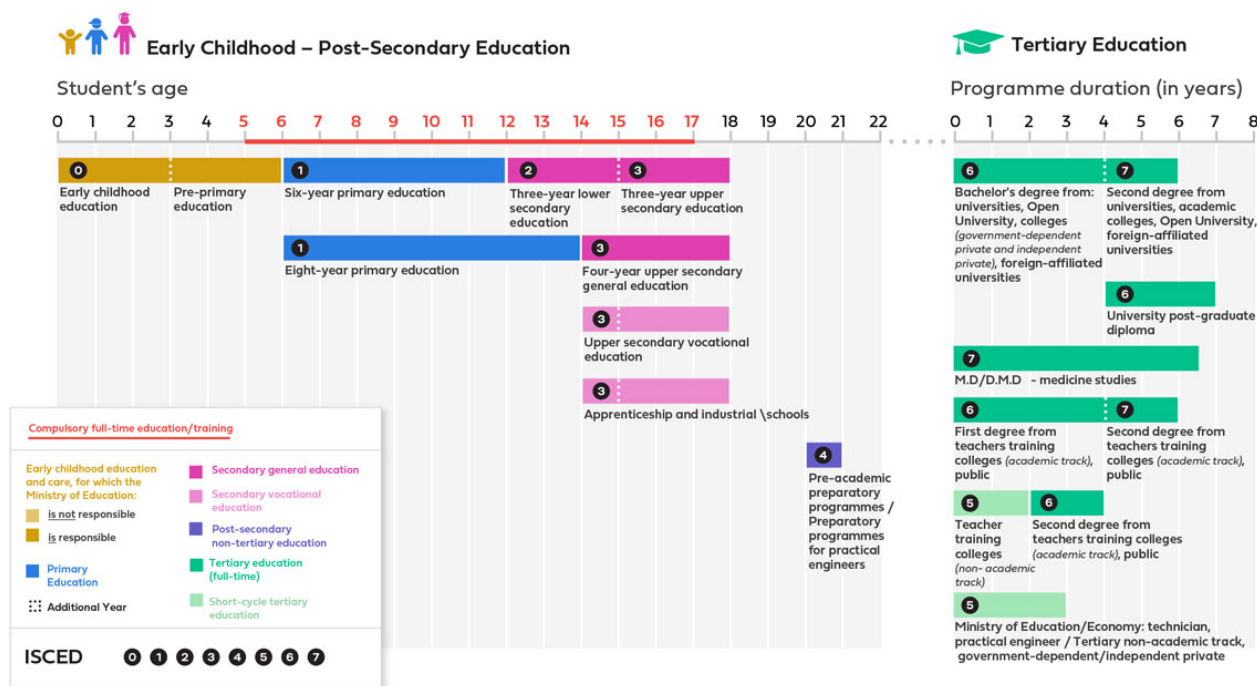 Early Childhood – Post-Secondary Education
Student's age
0 1 2 3 4 5 6 7 8 9 10 11 12 13 14 15 16 17 18 19 20 21 22
0
Early childhood
education
Pre-primary
education
1
Six-year primary education
2
Three-year lower
secondary
education
3
Three-year upper
secondary education
1
Eight-year primary education
3
Four-year upper secondary
general education
3
Upper secondary vocational
education
3
Apprenticeship and industrial \schools
4
Pre-academic
preparatory
programmes /
Preparatory
programmes
for practical
engineers
Compulsory full-time education/training
Early childhood education
and care, for which the
Ministry of Education:
is not responsible
is responsible
Primary
Education
Additional Year
Secondary general education
Secondary vocational
education
Post-secondary
non-tertiary education
Tertiary education
(full-time)
Short-cycle tertiary
education
ISCED 0 1 2 3 4 5 6 7
Tertiary Education
Programme duration (in years)
0 1 2 3 4 5 6 7 8
6
Bachelor's degree from:
universities, Open
University, colleges
(government-dependent
private and independent
private), foreign-affiliated
universities
7
Second degree from
universities, academic
colleges, Open University,
foreign-affiliated
universities
6
University post-graduate
diploma
7
M.D/D.M.D - medicine studies
6
First degree from
teachers training
colleges (academic track),
public
7
Second degree from
teachers training
colleges (academic track),
public
5
Teacher
training
colleges
(non- academic
track)
6
Second degree from
teachers training colleges
(academic track), public
5
Ministry of Education/Economy: technician,
practical engineer / Tertiary non-academic track,
government-dependent/independent private